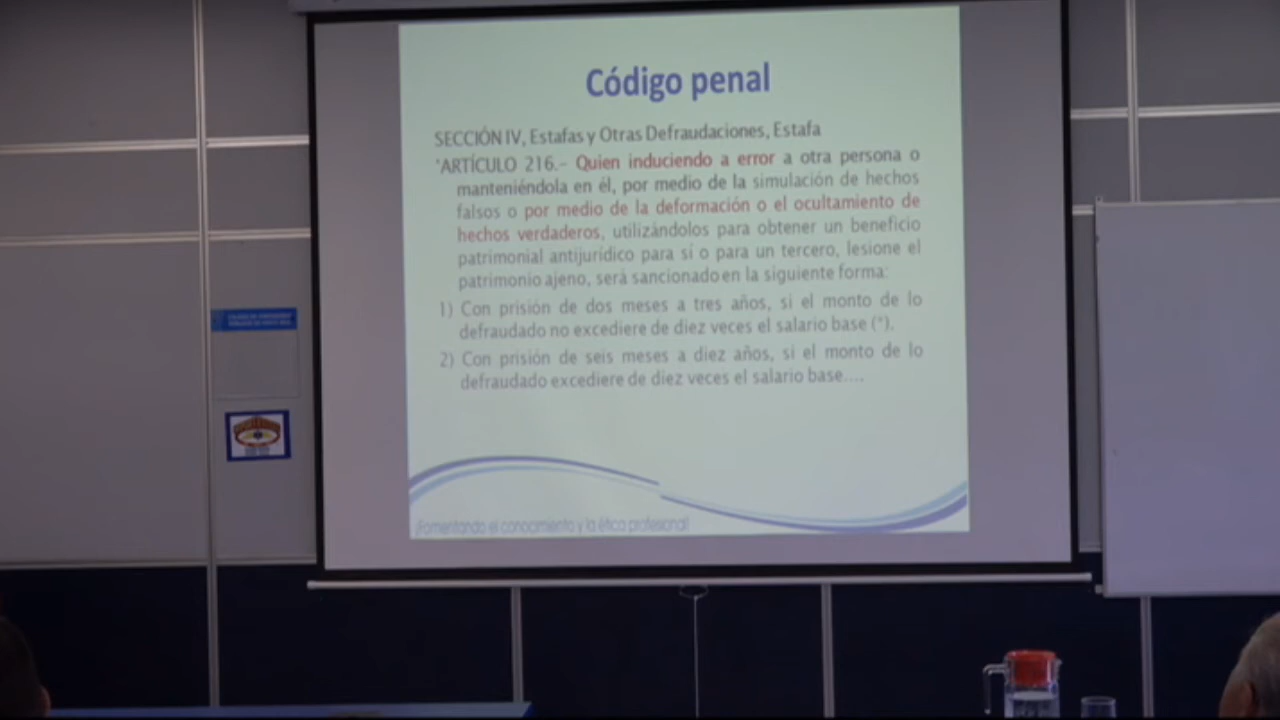 Código penal
SECCIÓN IV, Estafas y Otras Defraudaciones, Estafa
"ARTÍCULO 216.- Quien induciendo a error a otra persona o
manteniéndola en él, por medio de la simulación de hechos
falsos o por medio de la deformación o el ocultamiento de
hechos verdaderos, utilizándolos para obtener un beneficio
patrimonial antijurídico para sí o para un tercero, lesione el
patrimonio ajeno, será sancionado en la siguiente forma:
1) Con prisión de dos meses a tres años, si el monto de lo
defraudado no excediere de diez veces el salario base (*).
2) Con prisión de seis meses a diez años, si el monto de lo
defraudado excediere de diez veces el salario base....
¡Fomentando el conocimiento y la ética profesional!